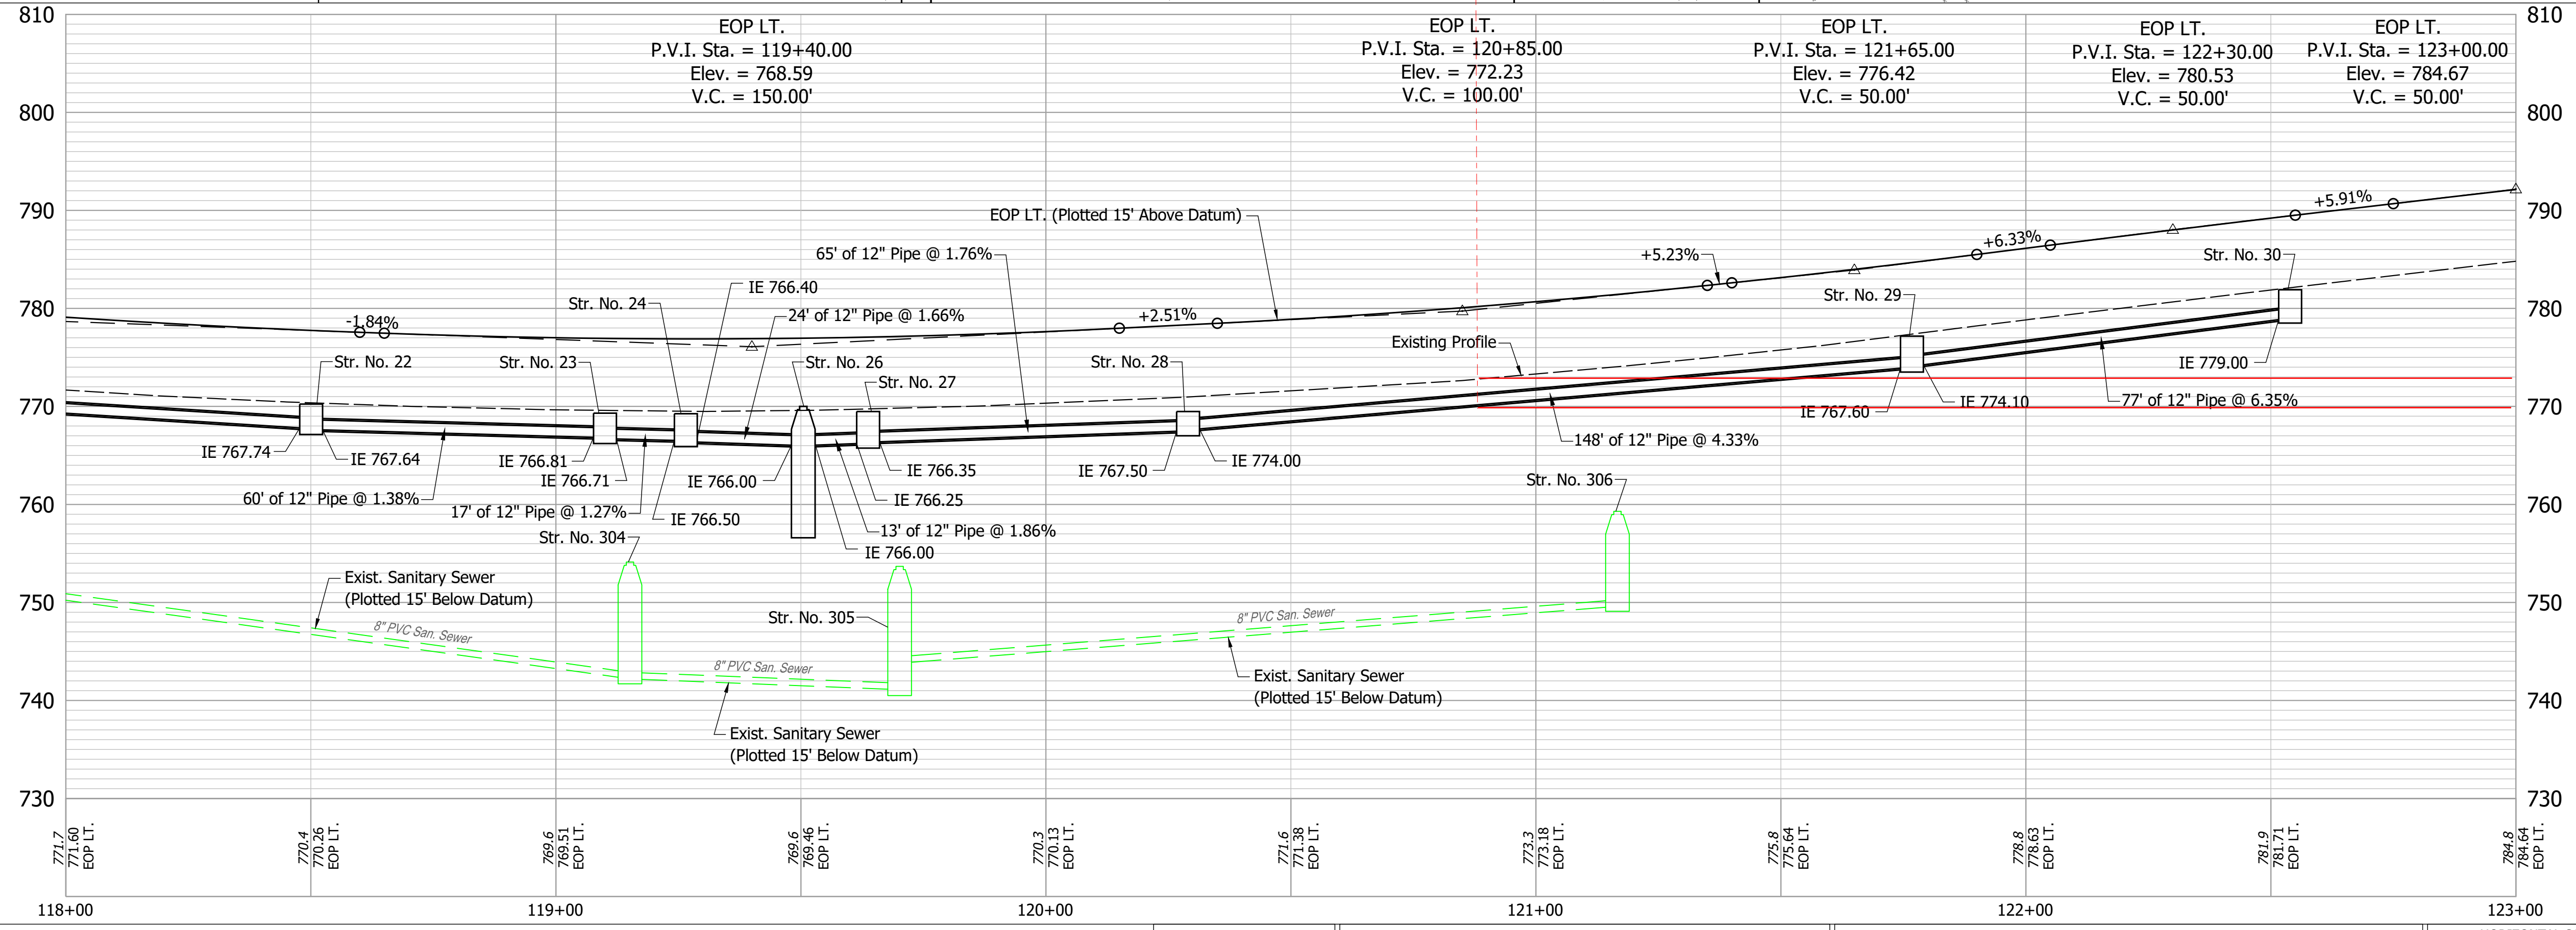 810
EOP LT.
P.V.I. Sta. = 119+40.00
Elev. = 768.59
V.C. = 150.00'
EOP LT.
P.V.I. Sta. = 120+85.00
Elev. = 772.23
V.C. = 100.00'
EOP LT.
P.V.I. Sta. = 121+65.00
Elev. = 776.42
V.C. = 50.00'
EOP LT.
P.V.I. Sta. = 122+30.00
Elev. = 780.53
V.C. = 50.00'
EOP LT.
P.V.I. Sta. = 123+00.00
Elev. = 784.67
V.C. = 50.00'
810
800
800
790
790
+5.91%
EOP LT. (Plotted 15' Above Datum)
+6.33%
65' of 12" Pipe @ 1.76%
+5.23%
Str. No. 30
IE 766.40
Str. No. 24
Str. No. 29
780
780
24' of 12" Pipe @ 1.66%
+2.51%
-1.84%
Existing Profile
Str. No. 22
Str. No. 23
Str. No. 26
Str. No. 28
IE 779.00
Str. No. 27
77' of 12" Pipe @ 6.35%
IE 774.10
770
770
IE 767.60
148' of 12" Pipe @ 4.33%
IE 767.74
IE 767.64
IE 766.81
IE 774.00
IE 766.35
IE 767.50
IE 766.71
IE 766.00
Str. No. 306
60' of 12" Pipe @ 1.38%
IE 766.25
760
760
17' of 12" Pipe @ 1.27%
IE 766.50
13' of 12" Pipe @ 1.86%
Str. No. 304
IE 766.00
Exist. Sanitary Sewer
(Plotted 15' Below Datum)
750
750
Str. No. 305
8" PVC San. Sewer
8" PVC San. Sewer
8" PVC San. Sewer
Exist. Sanitary Sewer
(Plotted 15' Below Datum)
740
740
Exist. Sanitary Sewer
(Plotted 15' Below Datum)
730
730
771.7
771.60
EOP LT.
770.4
770.26
EOP LT.
769.6
769.51
EOP LT.
769.6
769.46
EOP LT.
770.3
770.13
EOP LT.
771.6
771.38
EOP LT.
773.3
773.18
EOP LT.
775.8
775.64
EOP LT.
778.8
778.63
EOP LT.
781.9
781.71
EOP LT.
784.8
784.64
EOP LT.
118+00
119+00
120+00
121+00
122+00
123+00